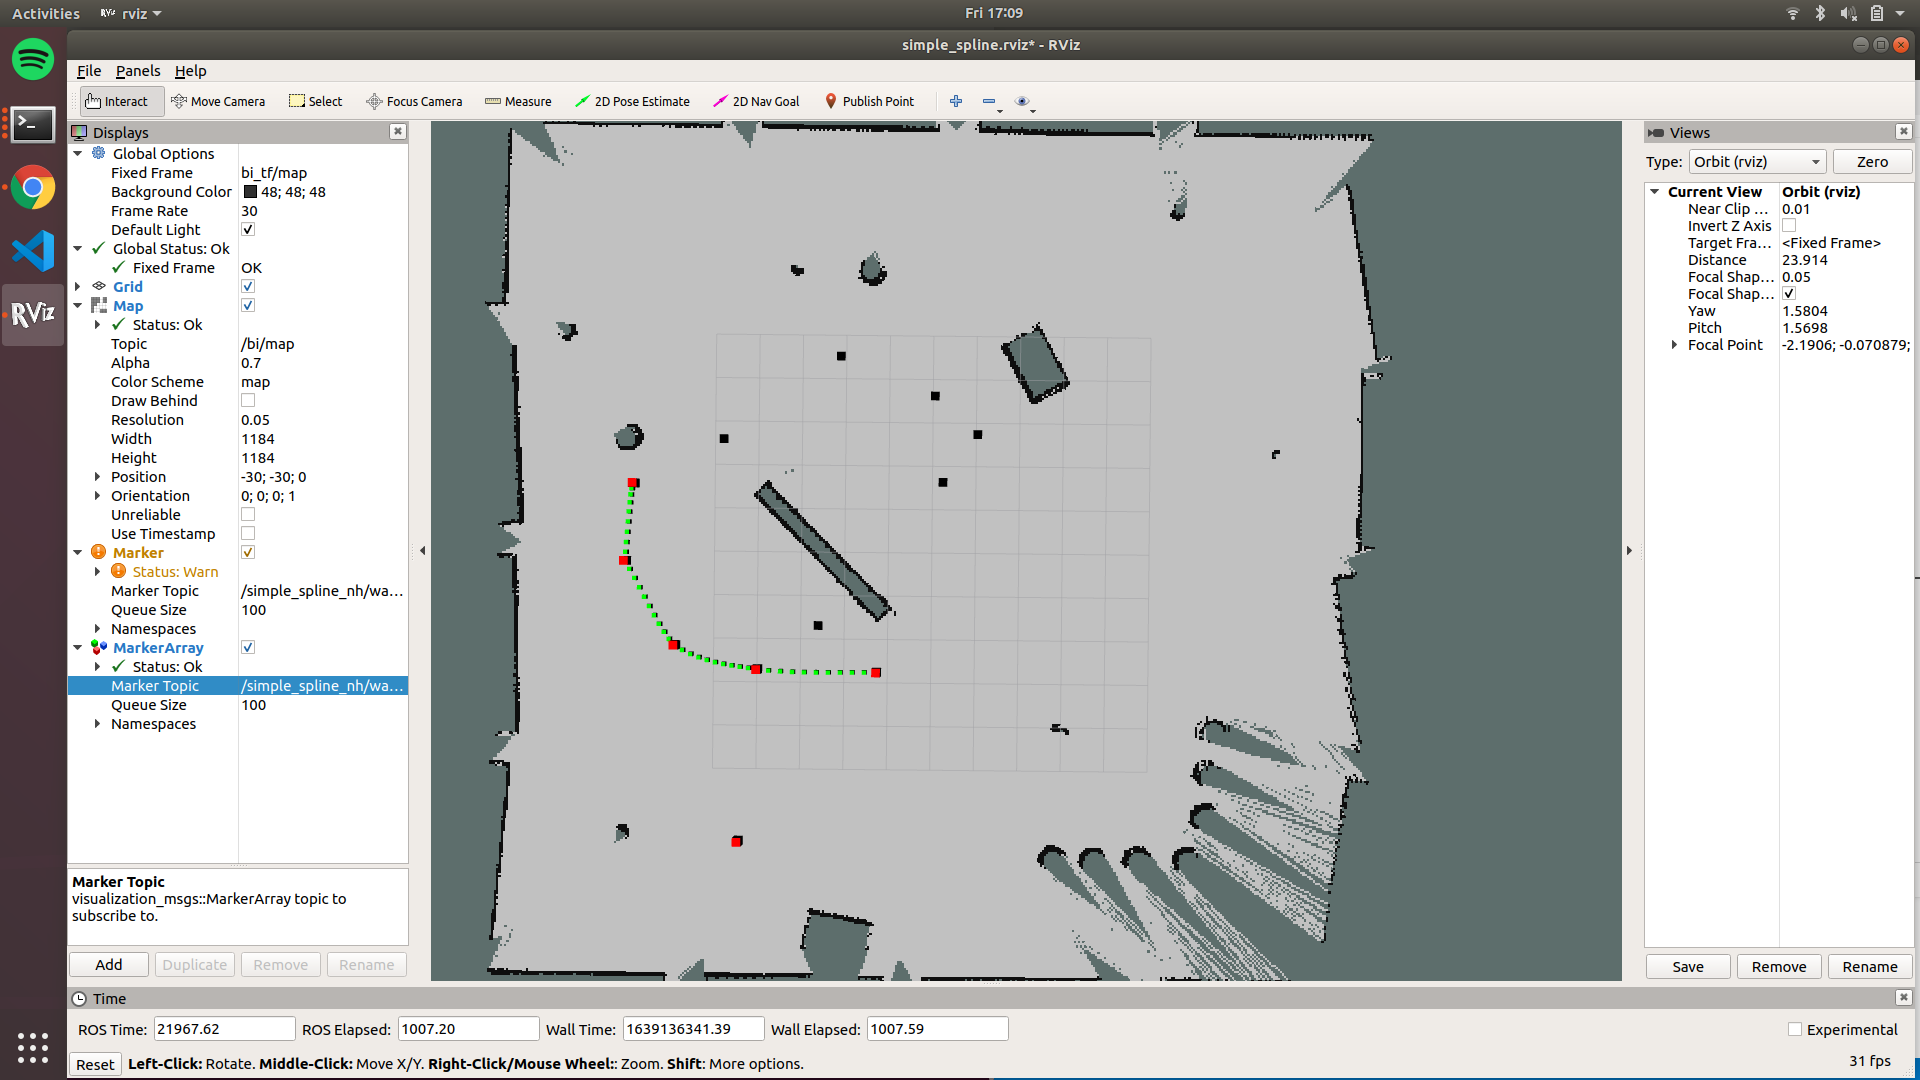 Activities RViz rviz Fri 17:09
simple_spline.rviz* - RViz
File Panels Help
Interact Move Camera Select Focus Camera Measure 2D Pose Estimate 2D Nav Goal Publish Point
Displays
Global Options
Fixed Frame bi_tf/map
Background Color 48; 48; 48
Frame Rate 30
Default Light
Global Status: Ok
Fixed Frame OK
Grid
Map
Status: Ok
Topic /bi/map
Alpha 0.7
Color Scheme map
Draw Behind
Resolution 0.05
Width 1184
Height 1184
Position -30; -30; 0
Orientation 0; 0; 0; 1
Unreliable
Use Timestamp
Marker
Status: Warn
Marker Topic /simple_spline_nh/wa...
Queue Size 100
Namespaces
MarkerArray
Status: Ok
Marker Topic /simple_spline_nh/wa...
Queue Size 100
Namespaces
Marker Topic
visualization_msgs::MarkerArray topic to
subscribe to.
Add Duplicate Remove Rename
RViz
Views
Type: Orbit (rviz) Zero
Current View Orbit (rviz)
Near Clip ... 0.01
Invert Z Axis
Target Fra... <Fixed Frame>
Distance 23.914
Focal Shap... 0.05
Focal Shap...
Yaw 1.5804
Pitch 1.5698
Focal Point -2.1906; -0.070879;
Save Remove Rename
Time
ROS Time: 21967.62 ROS Elapsed: 1007.20 Wall Time: 1639136341.39 Wall Elapsed: 1007.59 Experimental
Reset Left-Click: Rotate. Middle-Click: Move X/Y. Right-Click/Mouse Wheel:: Zoom. Shift: More options. 31 fps